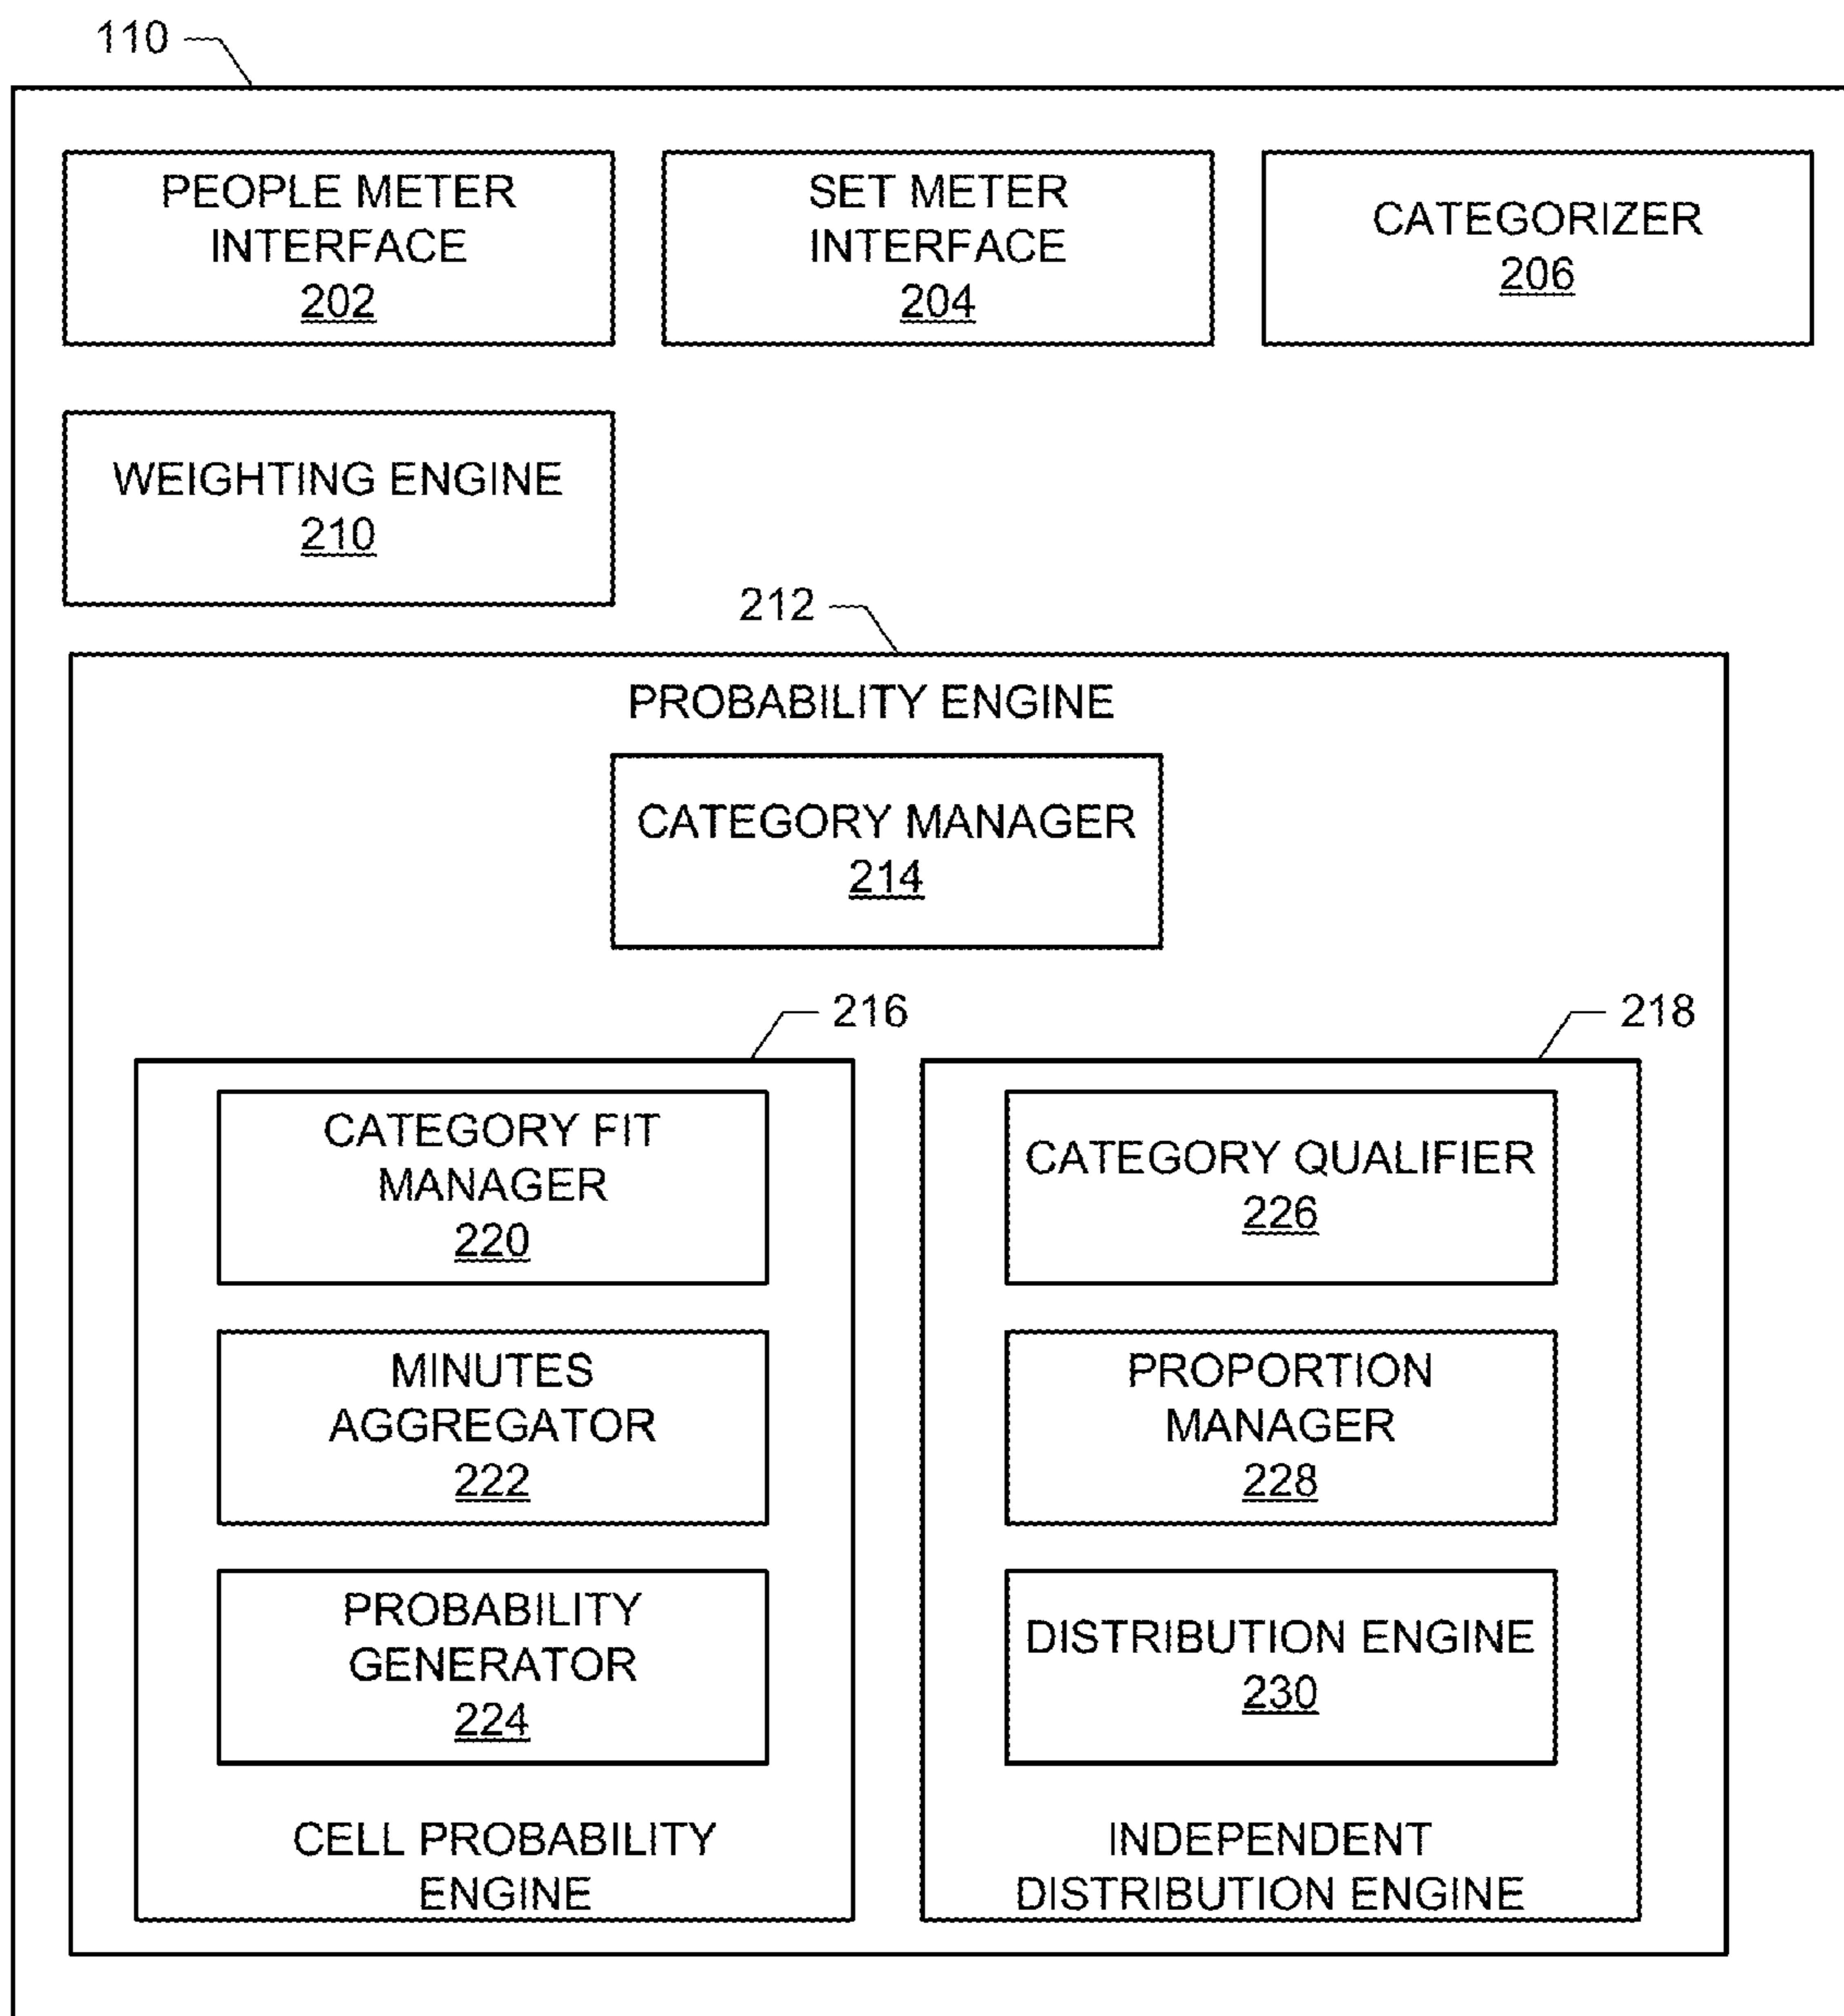 110
PEOPLE METER
INTERFACE
202
SET METER
INTERFACE
204
CATEGORIZER
206
WEIGHTING ENGINE
210
212
PROBABILITY ENGINE
CATEGORY MANAGER
214
216
CATEGORY FIT
MANAGER
220
MINUTES
AGGREGATOR
222
PROBABILITY
GENERATOR
224
CELL PROBABILITY
ENGINE
218
CATEGORY QUALIFIER
226
PROPORTION
MANAGER
228
DISTRIBUTION ENGINE
230
INDEPENDENT
DISTRIBUTION ENGINE